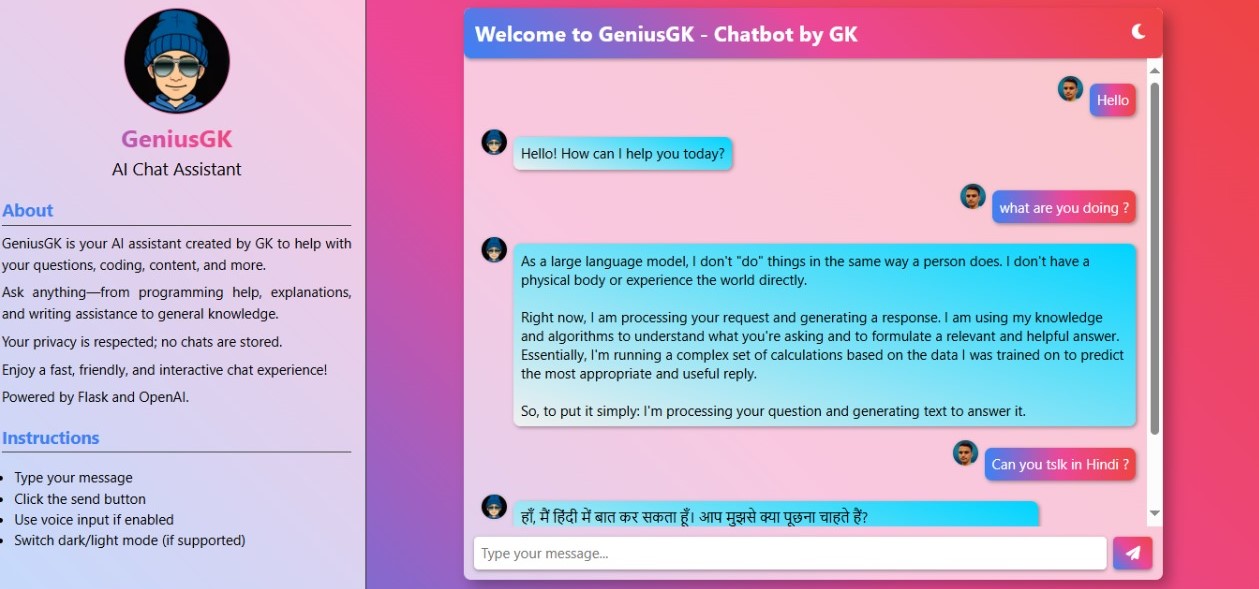 GeniusGK
AI Chat Assistant
About
GeniusGK is your AI assistant created by GK to help with
your questions, coding, content, and more.
Ask anything—from programming help, explanations,
and writing assistance to general knowledge.
Your privacy is respected; no chats are stored.
Enjoy a fast, friendly, and interactive chat experience!
Powered by Flask and OpenAI.
Instructions
Type your message
Click the send button
Use voice input if enabled
Switch dark/light mode (if supported)
Welcome to GeniusGK - Chatbot by GK
Hello
Hello! How can I help you today?
what are you doing ?
As a large language model, I don't "do" things in the same way a person does. I don't have a
physical body or experience the world directly.
Right now, I am processing your request and generating a response. I am using my knowledge
and algorithms to understand what you're asking and to formulate a relevant and helpful answer.
Essentially, I'm running a complex set of calculations based on the data I was trained on to predict
the most appropriate and useful reply.
So, to put it simply: I'm processing your question and generating text to answer it.
Can you tslk in Hindi ?
हाँ, मैं हिंदी में बात कर सकता हूँ। आप मुझसे क्या पूछना चाहते हैं?
Type your message...